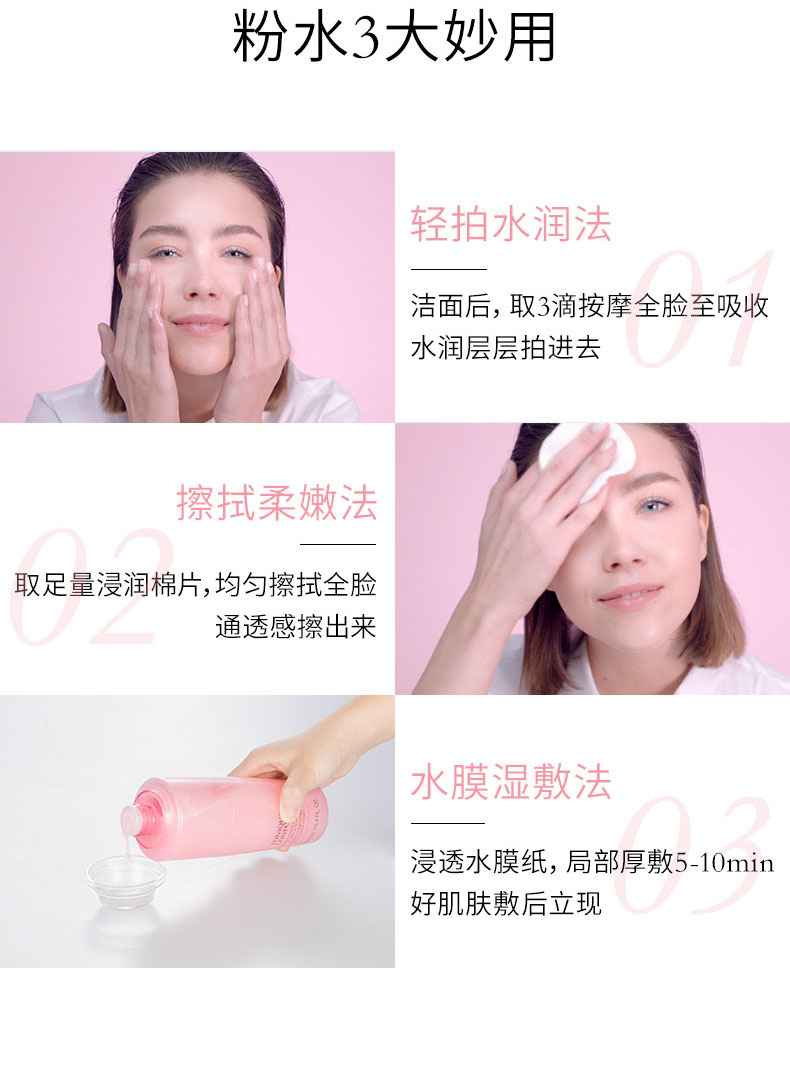 粉水3大妙用
轻拍水润法
01
洁面后，取3滴按摩全脸至吸收
水润层层拍进去
擦拭柔嫩法
02
取足量浸润棉片，均匀擦拭全脸
通透感擦出来
水膜湿敷法
03
浸透水膜纸，局部厚敷5-10min
好肌肤敷后立现